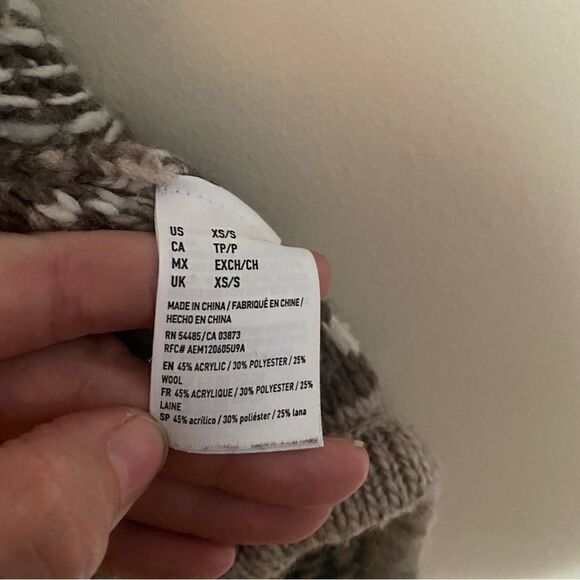 US XS/S
CA TP/P
MX EXCH/CH
UK XS/S
MADE IN CHINA / FABRIQUÉ EN CHINE /
HECHO EN CHINA
RN 54485/CA 03873
RFC# AEM120605U9A
EN 45% ACRYLIC / 30% POLYESTER / 25%
WOOL
FR 45% ACRYLIQUE / 30% POLYESTER / 25%
LAINE
SP 45% acrílico / 30% poliéster / 25% lana